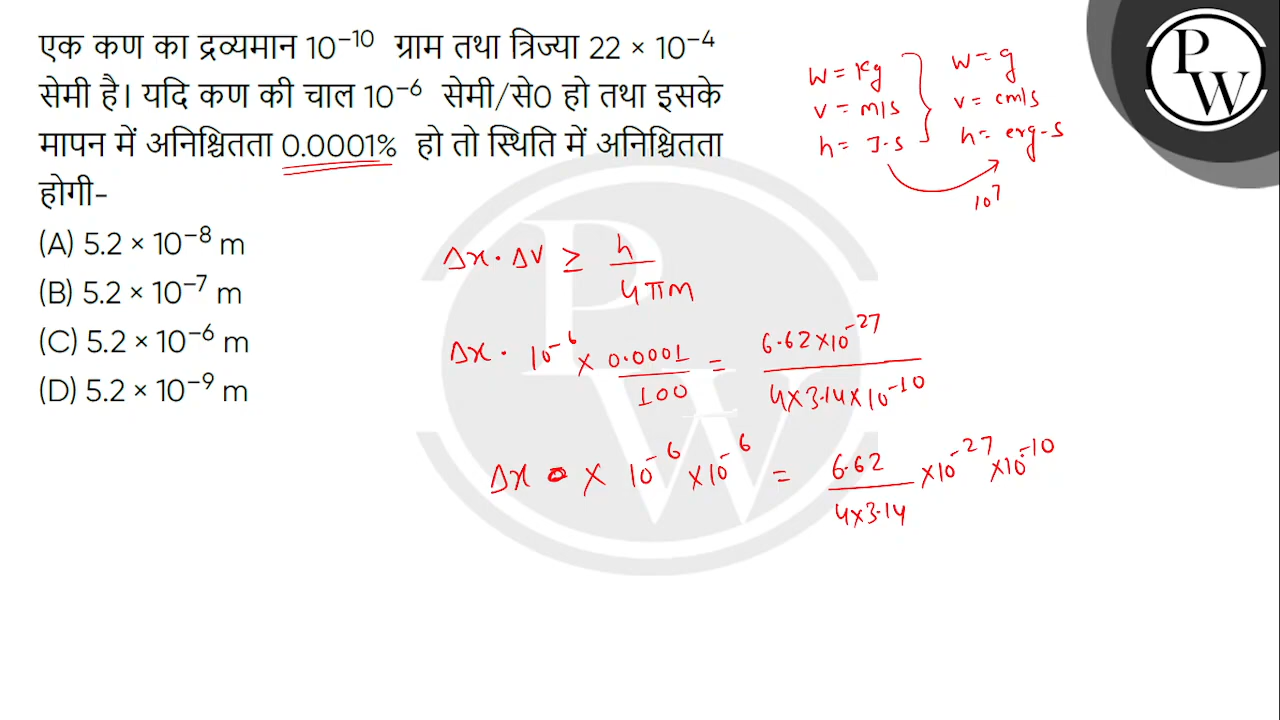 एक कण का द्रव्यमान 10⁻¹⁰ ग्राम तथा त्रिज्या 22 × 10⁻⁴
सेमी है। यदि कण की चाल 10⁻⁶ सेमी/से0 हो तथा इसके
मापन में अनिश्चितता 0.0001% हो तो स्थिति में अनिश्चितता
होगी-
(A) 5.2 × 10⁻⁸ m
(B) 5.2 × 10⁻⁷ m
(C) 5.2 × 10⁻⁶ m
(D) 5.2 × 10⁻⁹ m
W = Kg
V = m/s
h = J-s
W = g
V = cm/s
h = erg-s
10⁷
Δx · ΔV ≥ h / 4πm
Δx · 10⁻⁶ × 0.0001 / 100 = 6.62×10⁻²⁷ / 4×3.14×10⁻¹⁰
Δx × 10⁻⁶ × 10⁻⁶ = 6.62 / 4×3.14 ×10⁻²⁷ ×10⁻¹⁰
P
W
P
W